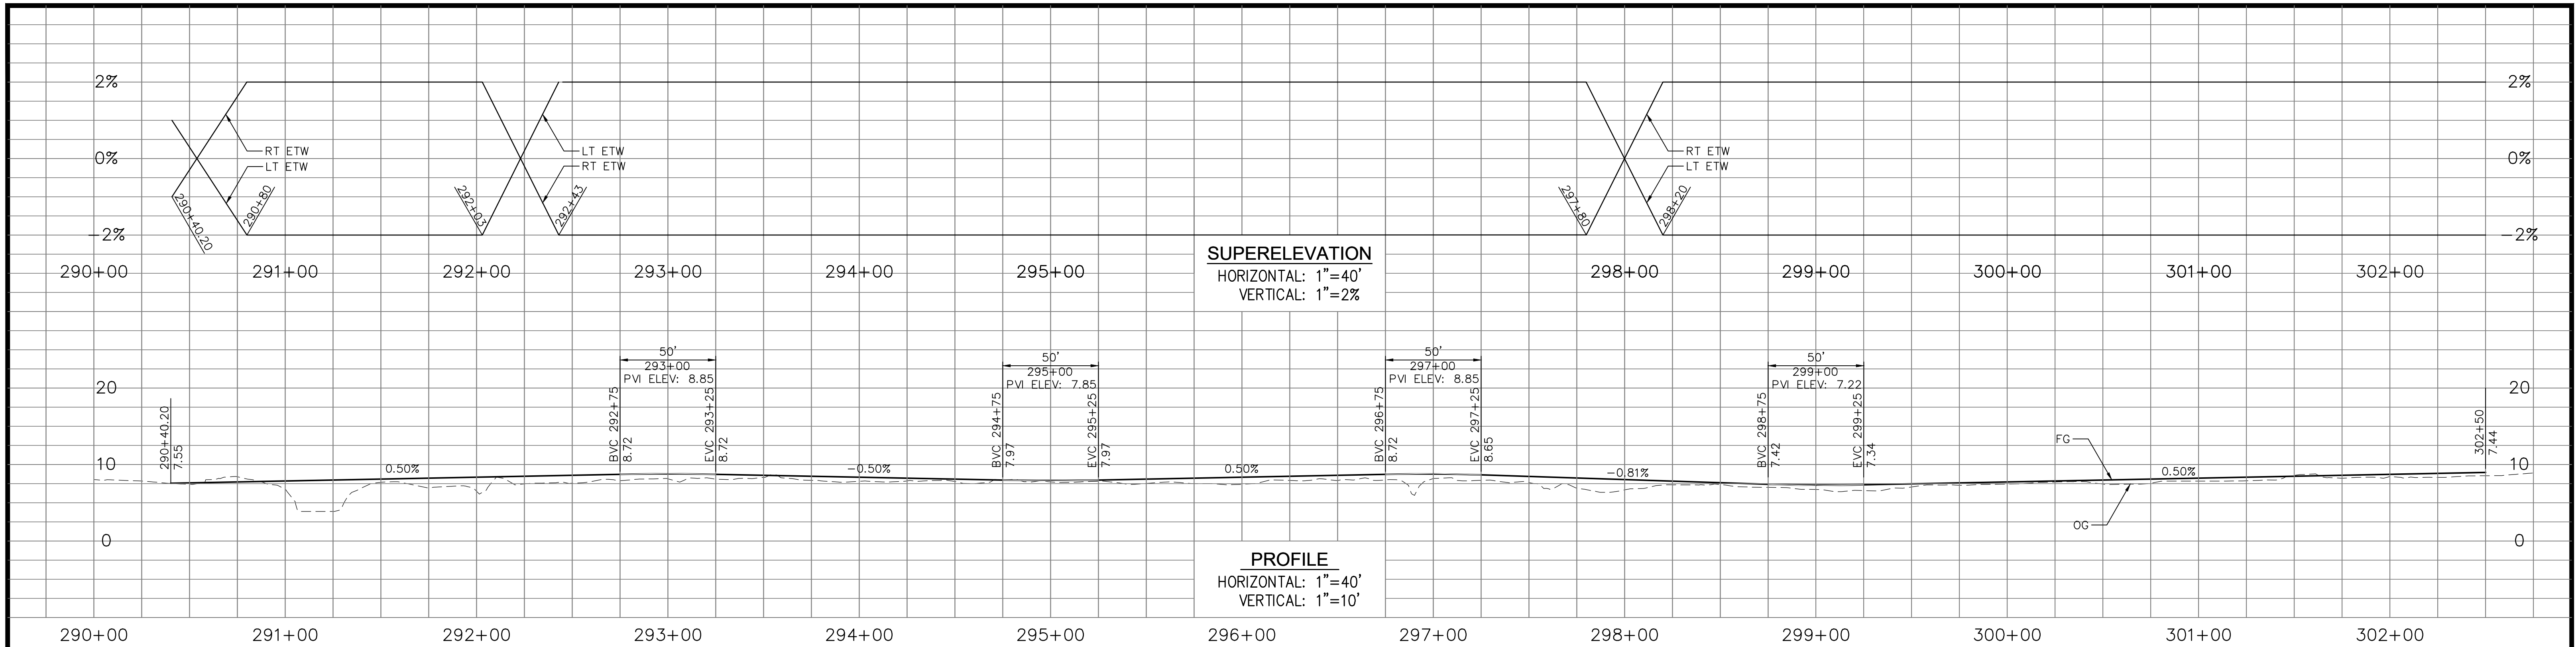 2% 2%
RT ETW
LT ETW
LT ETW
RT ETW
RT ETW
LT ETW
0% 0%
290+40.20
290+80
292+03
292+43
297+80
298+20
-2% -2%
290+00 291+00 292+00 293+00 294+00 295+00 298+00 299+00 300+00 301+00 302+00
SUPERELEVATION
HORIZONTAL: 1"=40'
VERTICAL: 1"=2%
50'
293+00
PVI ELEV: 8.85
50'
295+00
PVI ELEV: 7.85
50'
297+00
PVI ELEV: 8.85
50'
299+00
PVI ELEV: 7.22
20 20
290+40.20
7.55
BVC 292+75
8.72
EVC 293+25
8.72
BVC 294+75
7.97
EVC 295+25
7.97
BVC 296+75
8.72
EVC 297+25
8.65
BVC 298+75
7.42
EVC 299+25
7.34
302+50
7.44
FG
10 10
0.50% -0.50% 0.50% -0.81% 0.50%
OG
0 0
PROFILE
HORIZONTAL: 1"=40'
VERTICAL: 1"=10'
290+00 291+00 292+00 293+00 294+00 295+00 296+00 297+00 298+00 299+00 300+00 301+00 302+00